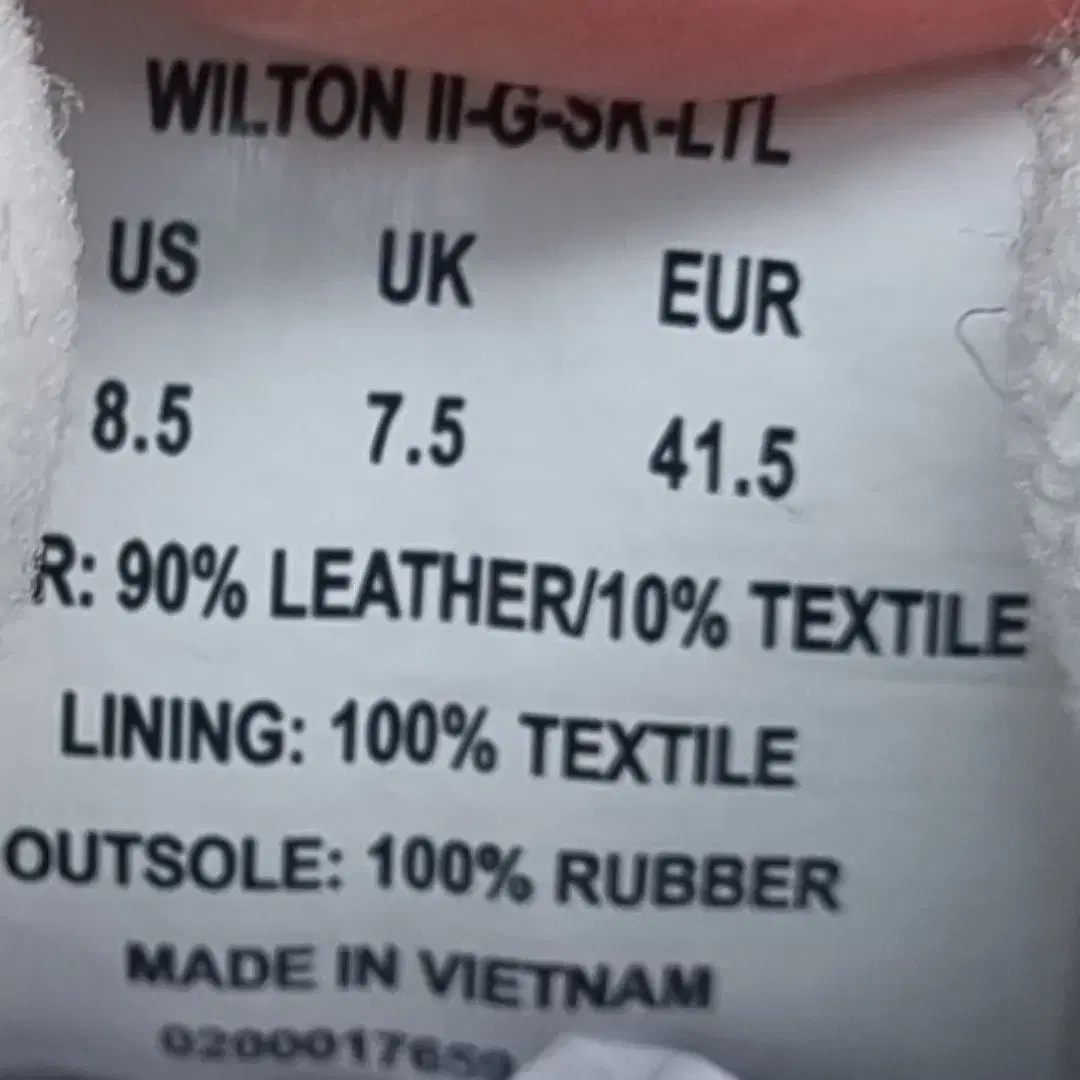 WILTON II-G-SK-LTL
US UK EUR
8.5 7.5 41.5
R: 90% LEATHER/10% TEXTILE
LINING: 100% TEXTILE
OUTSOLE: 100% RUBBER
MADE IN VIETNAM
0200017659